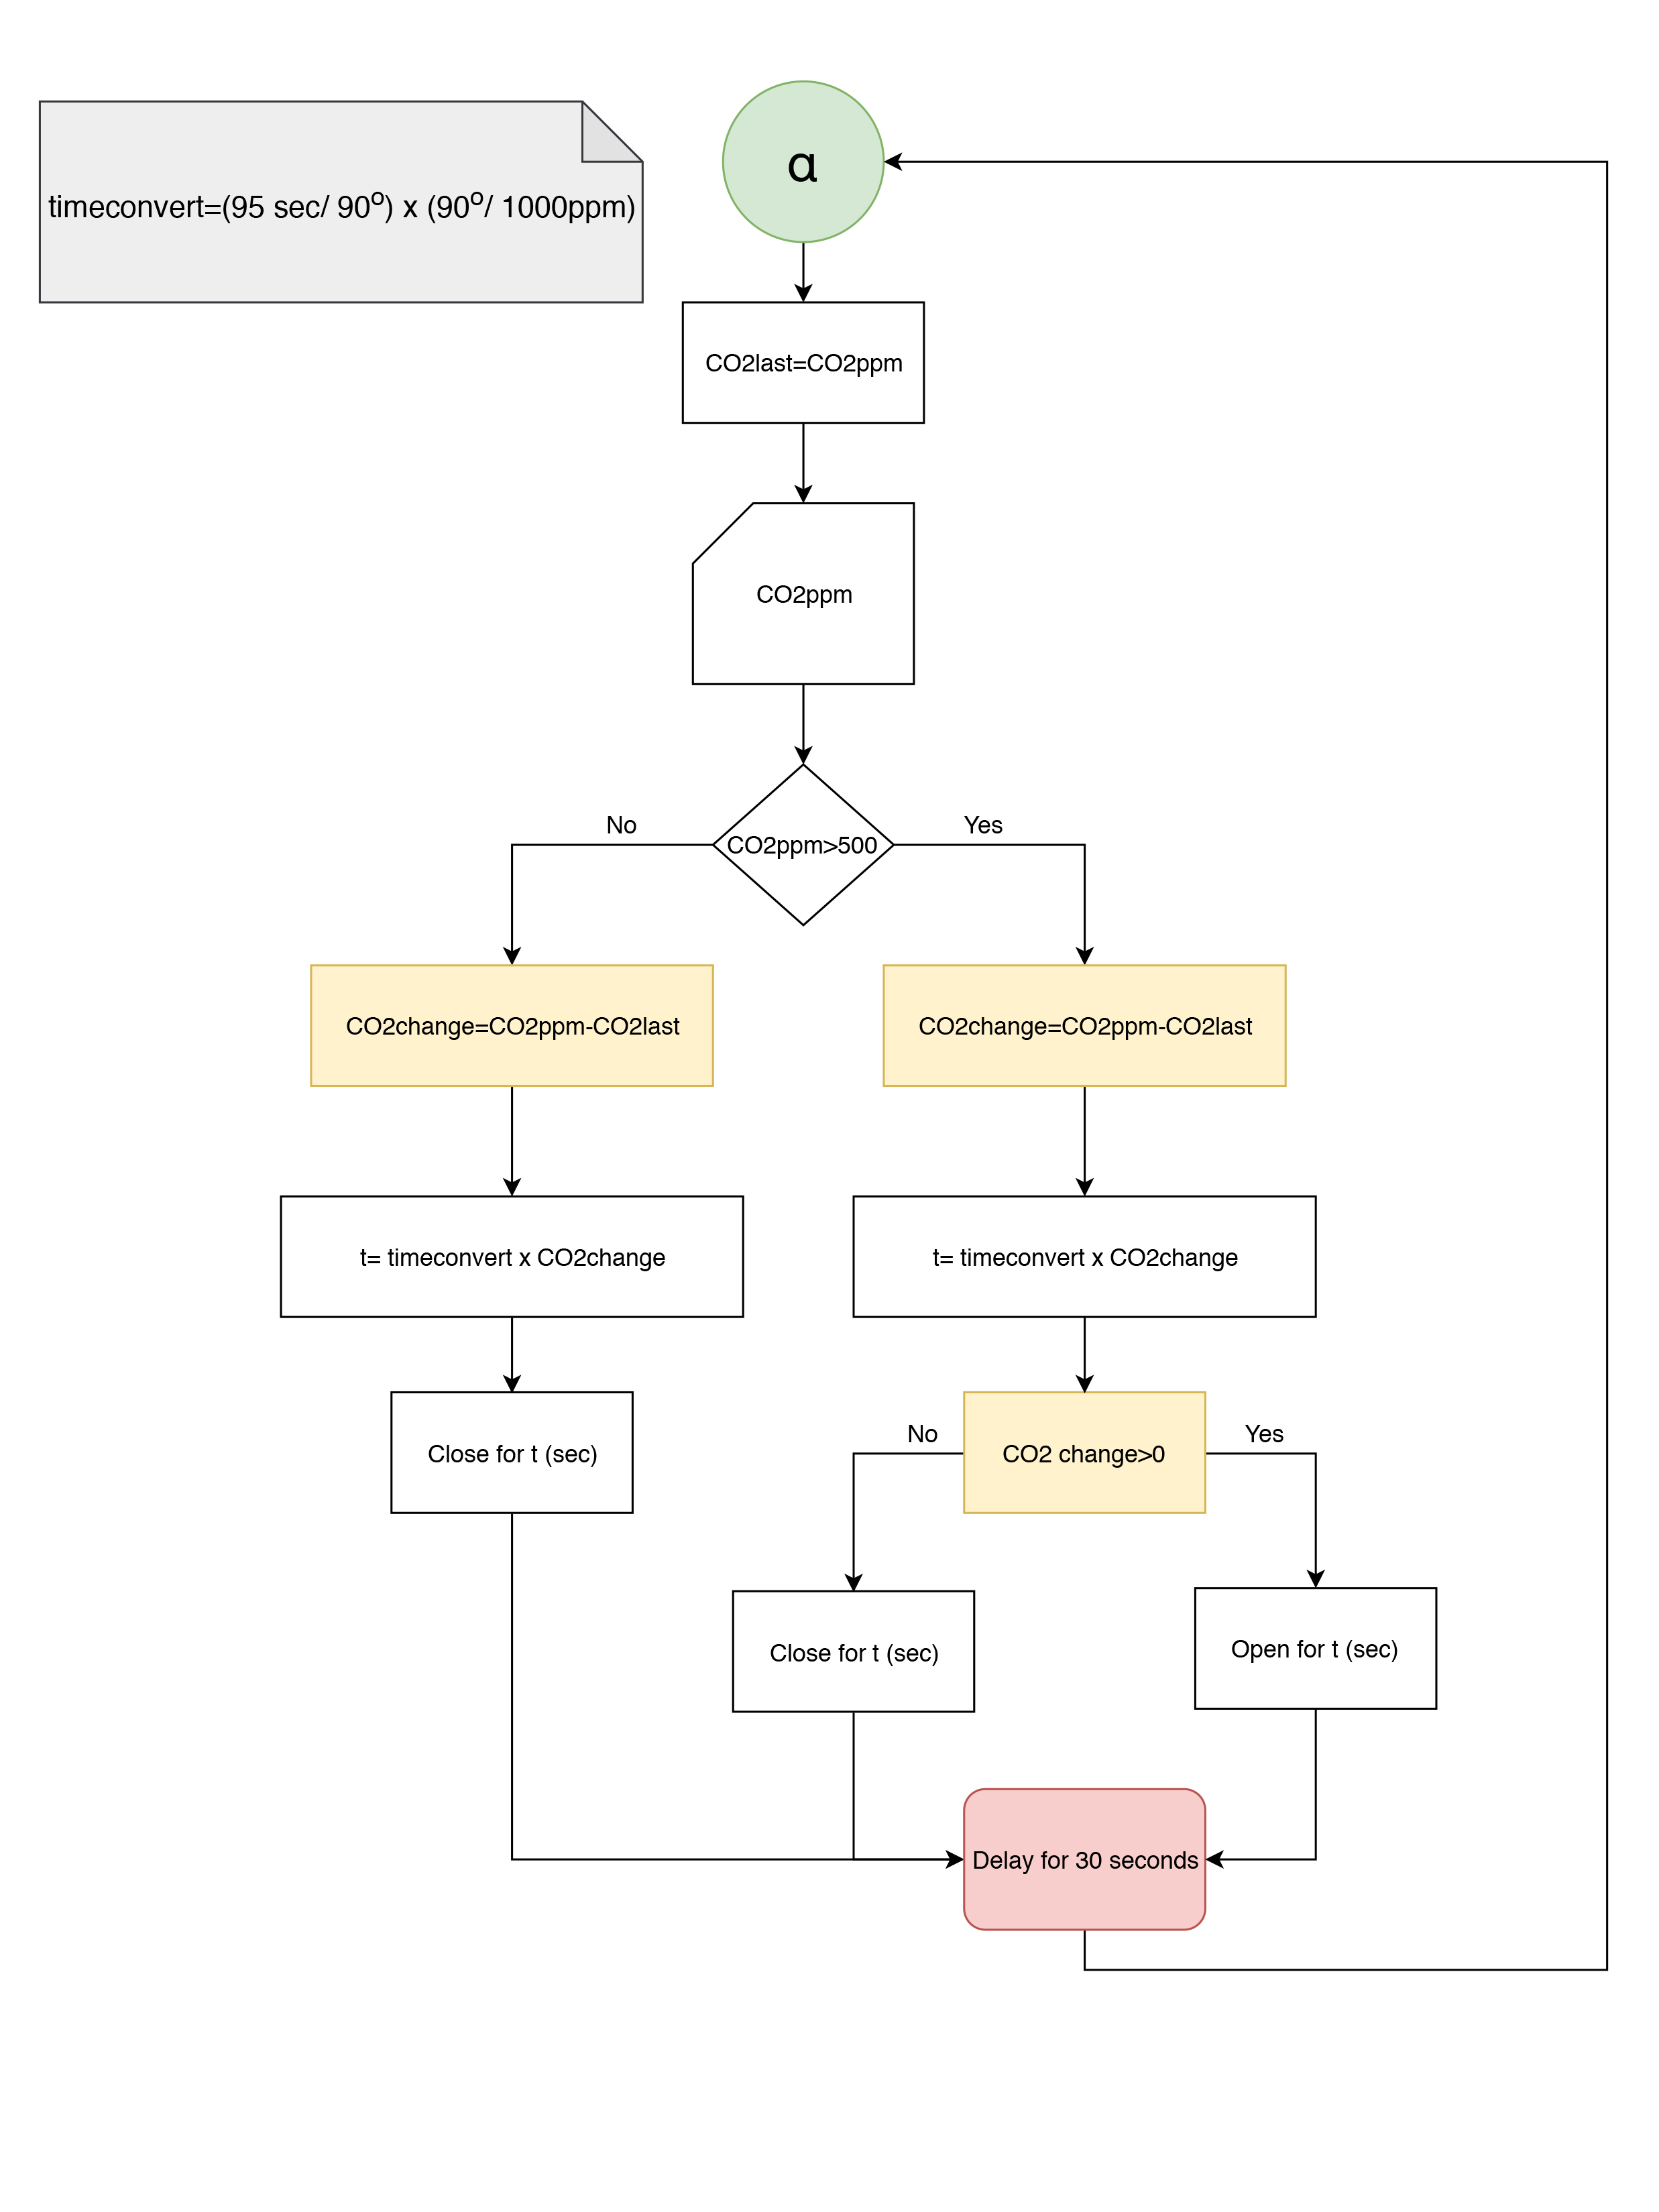 timeconvert=(95 sec/ 90º) x (90º/ 1000ppm)
α
CO2last=CO2ppm
CO2ppm
CO2ppm>500
No
Yes
CO2change=CO2ppm-CO2last
CO2change=CO2ppm-CO2last
t= timeconvert x CO2change
t= timeconvert x CO2change
Close for t (sec)
CO2 change>0
No
Yes
Close for t (sec)
Open for t (sec)
Delay for 30 seconds